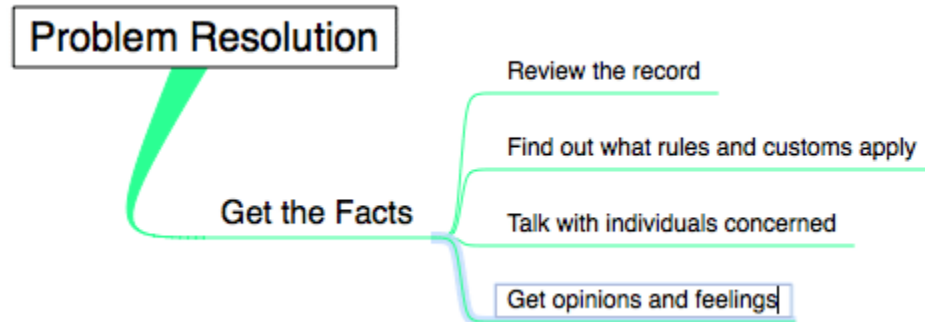 Problem Resolution
Get the Facts
Review the record
Find out what rules and customs apply
Talk with individuals concerned
Get opinions and feelings